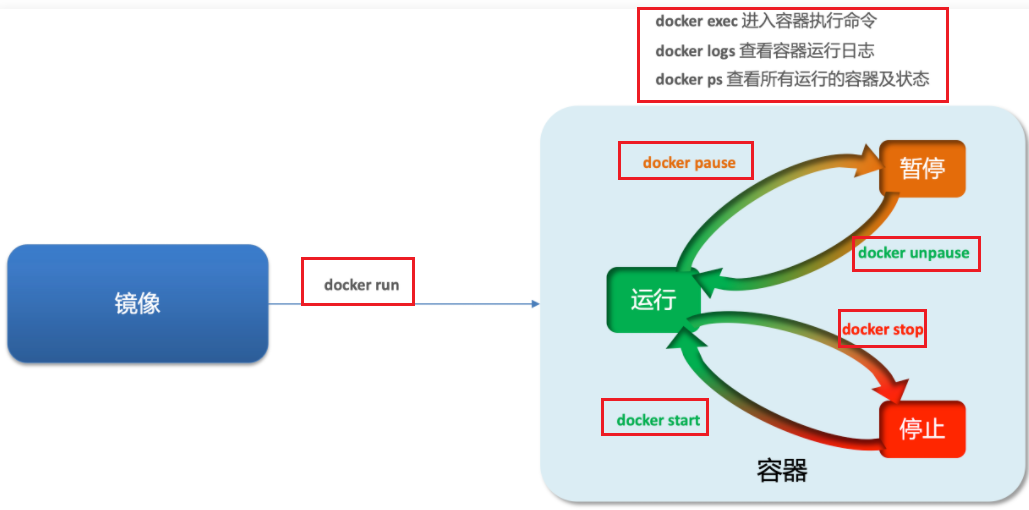 docker exec 进入容器执行命令
docker logs 查看容器运行日志
docker ps 查看所有运行的容器及状态
docker pause
暂停
docker unpause
镜像
docker run
运行
docker stop
docker start
停止
容器